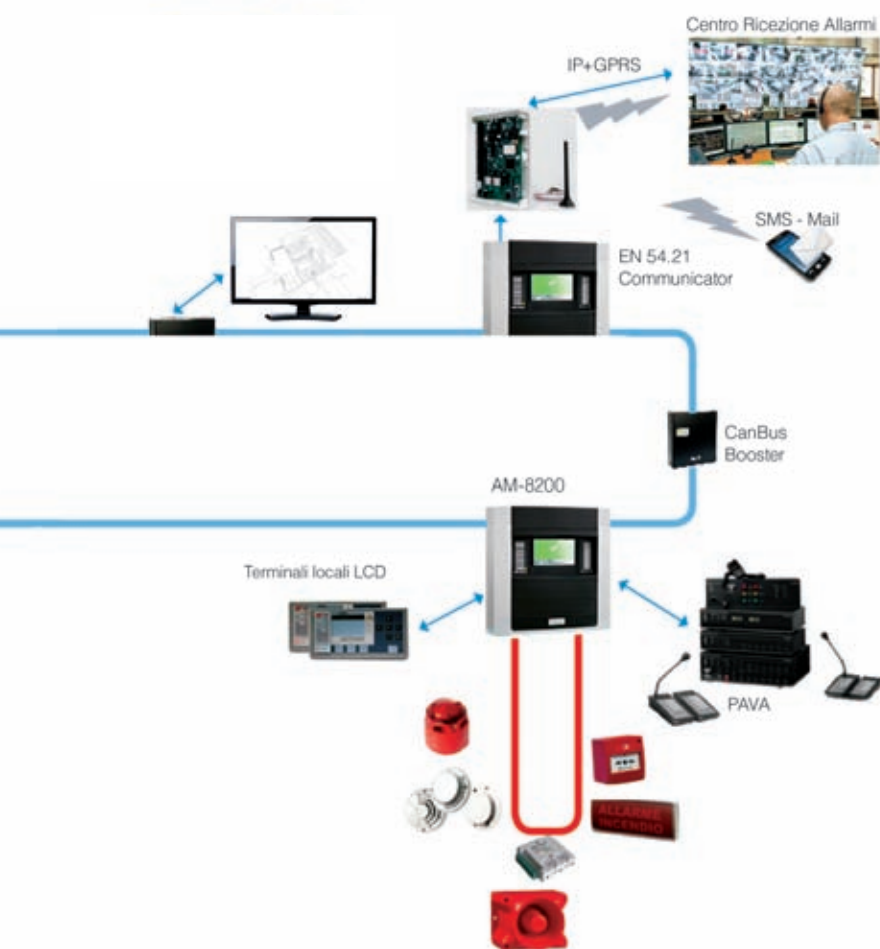 Centro Ricezione Allarmi
IP+GPRS
SMS - Mail
EN 54.21
Communicator
CanBus
Booster
AM-8200
Terminali locali LCD
PAVA
ALLARME
INCENDIO